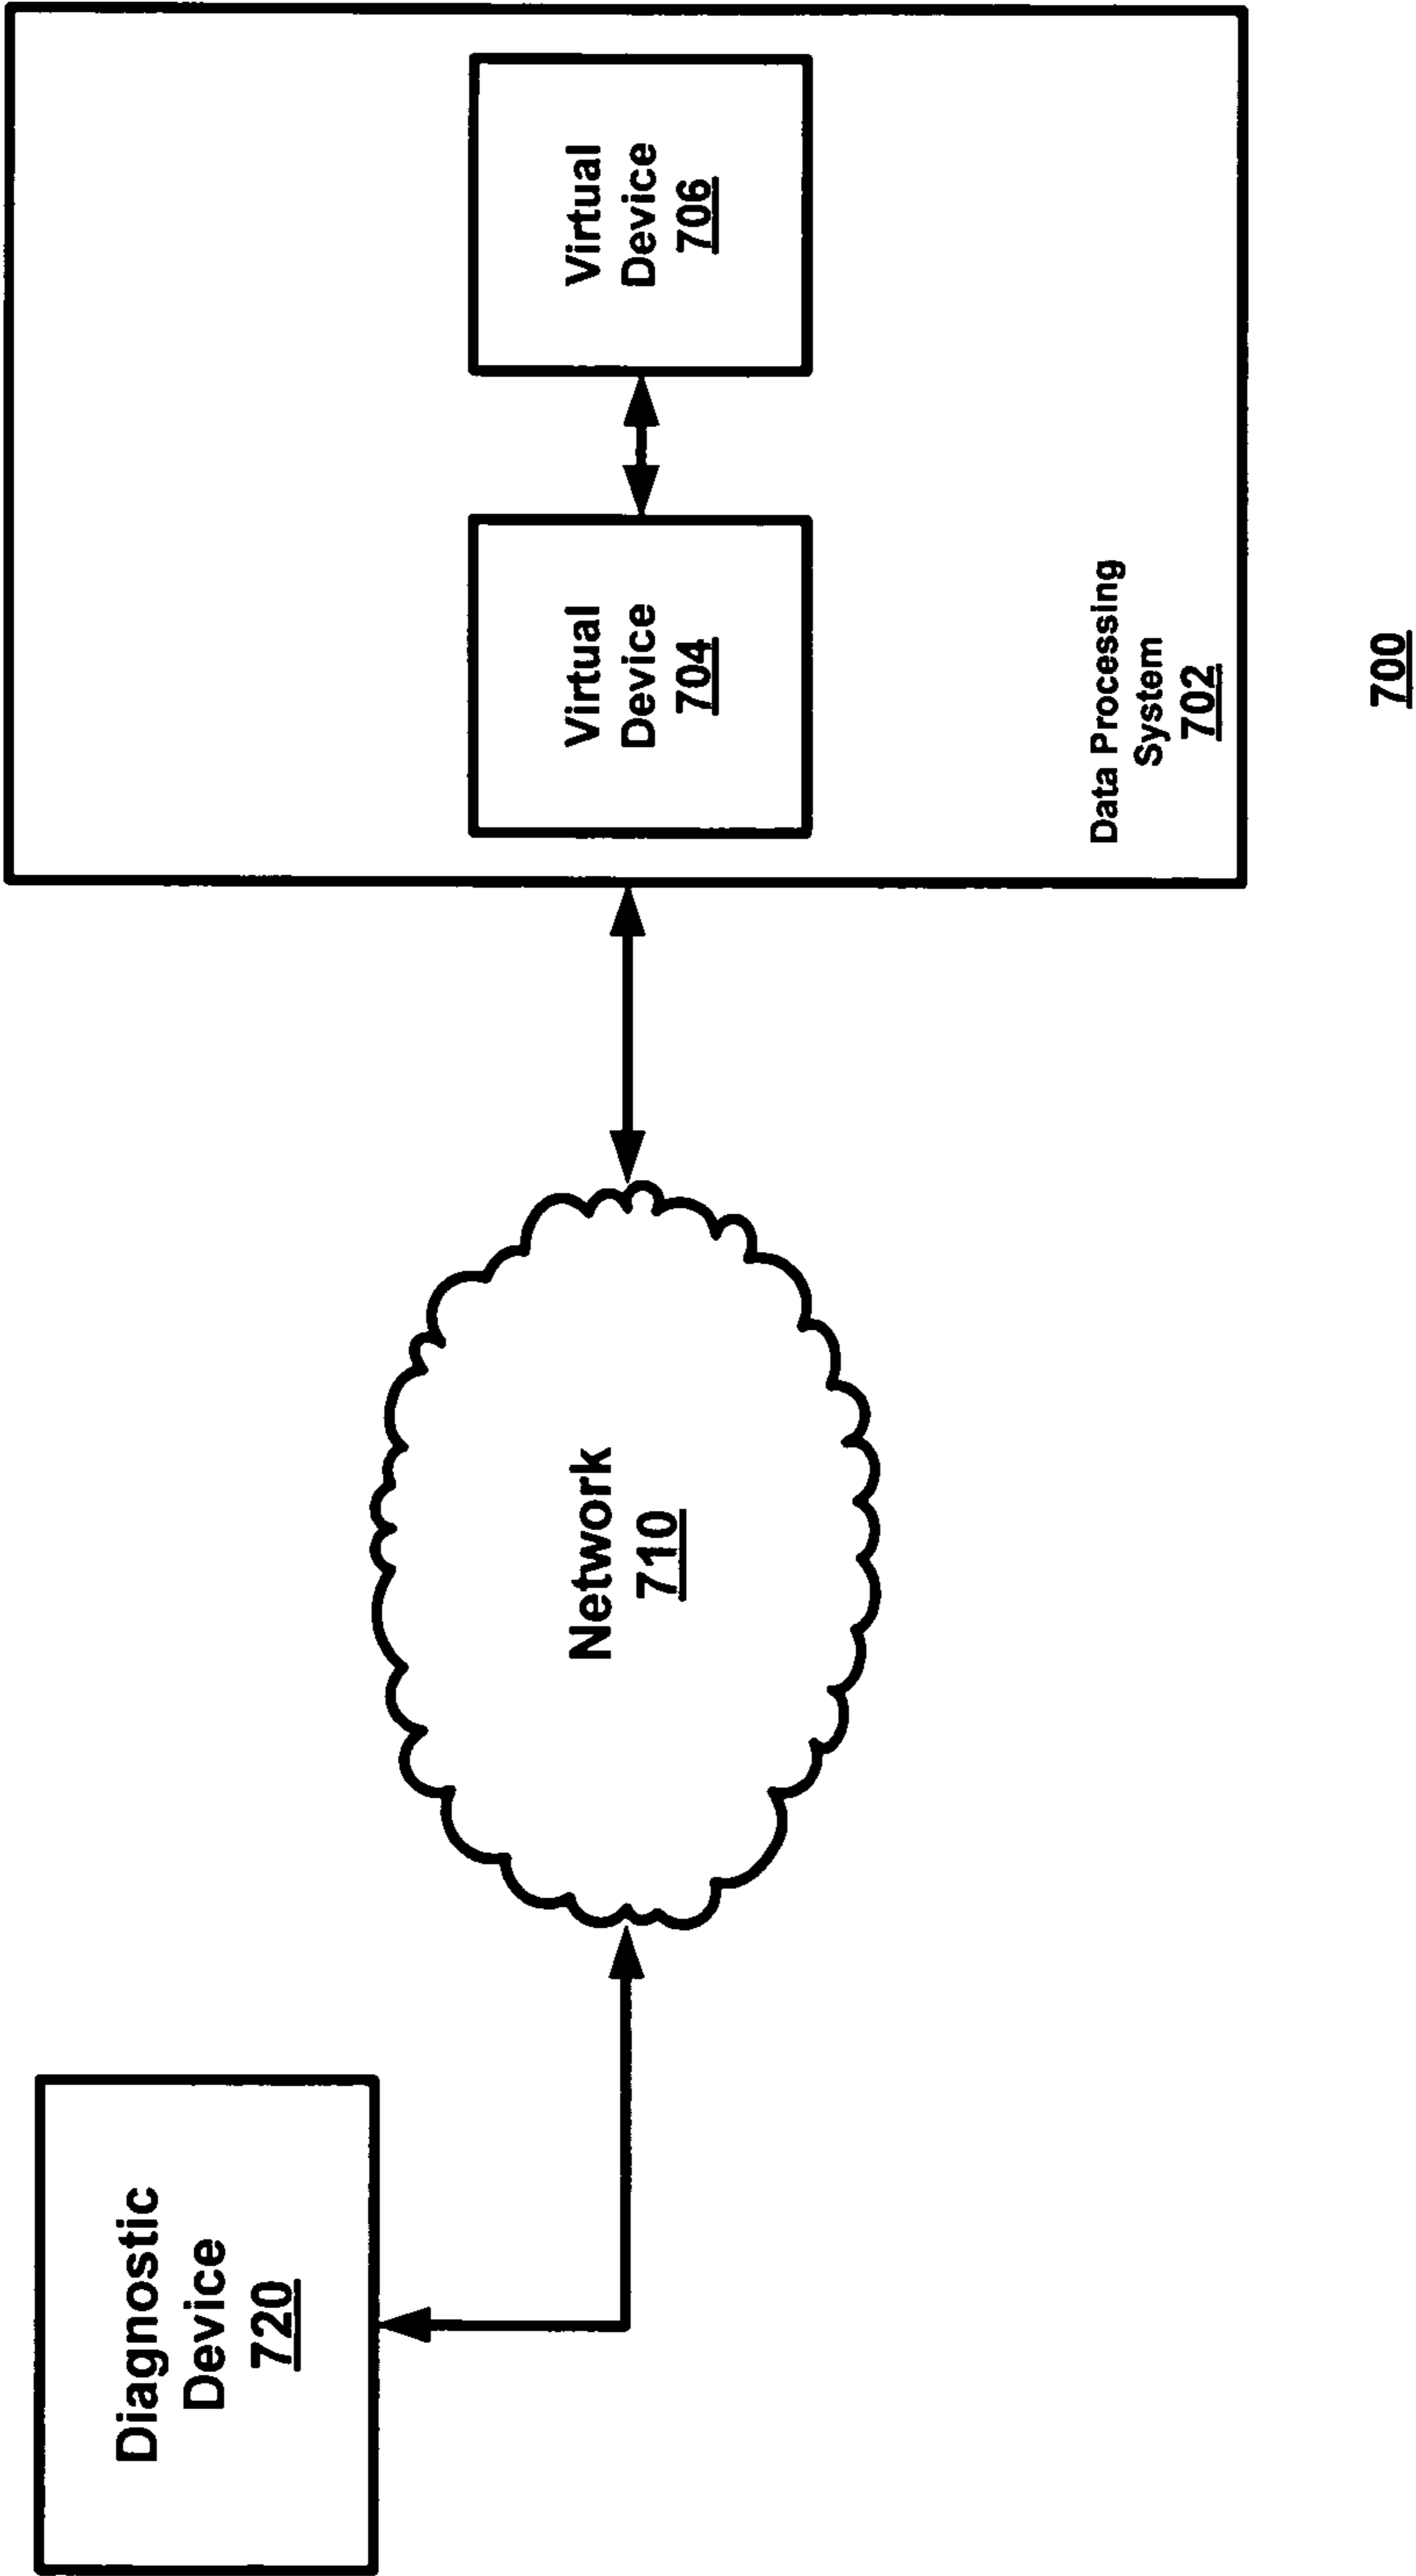 Diagnostic
Device
720
Network
710
Virtual
Device
704
Virtual
Device
706
Data Processing
System
702
700